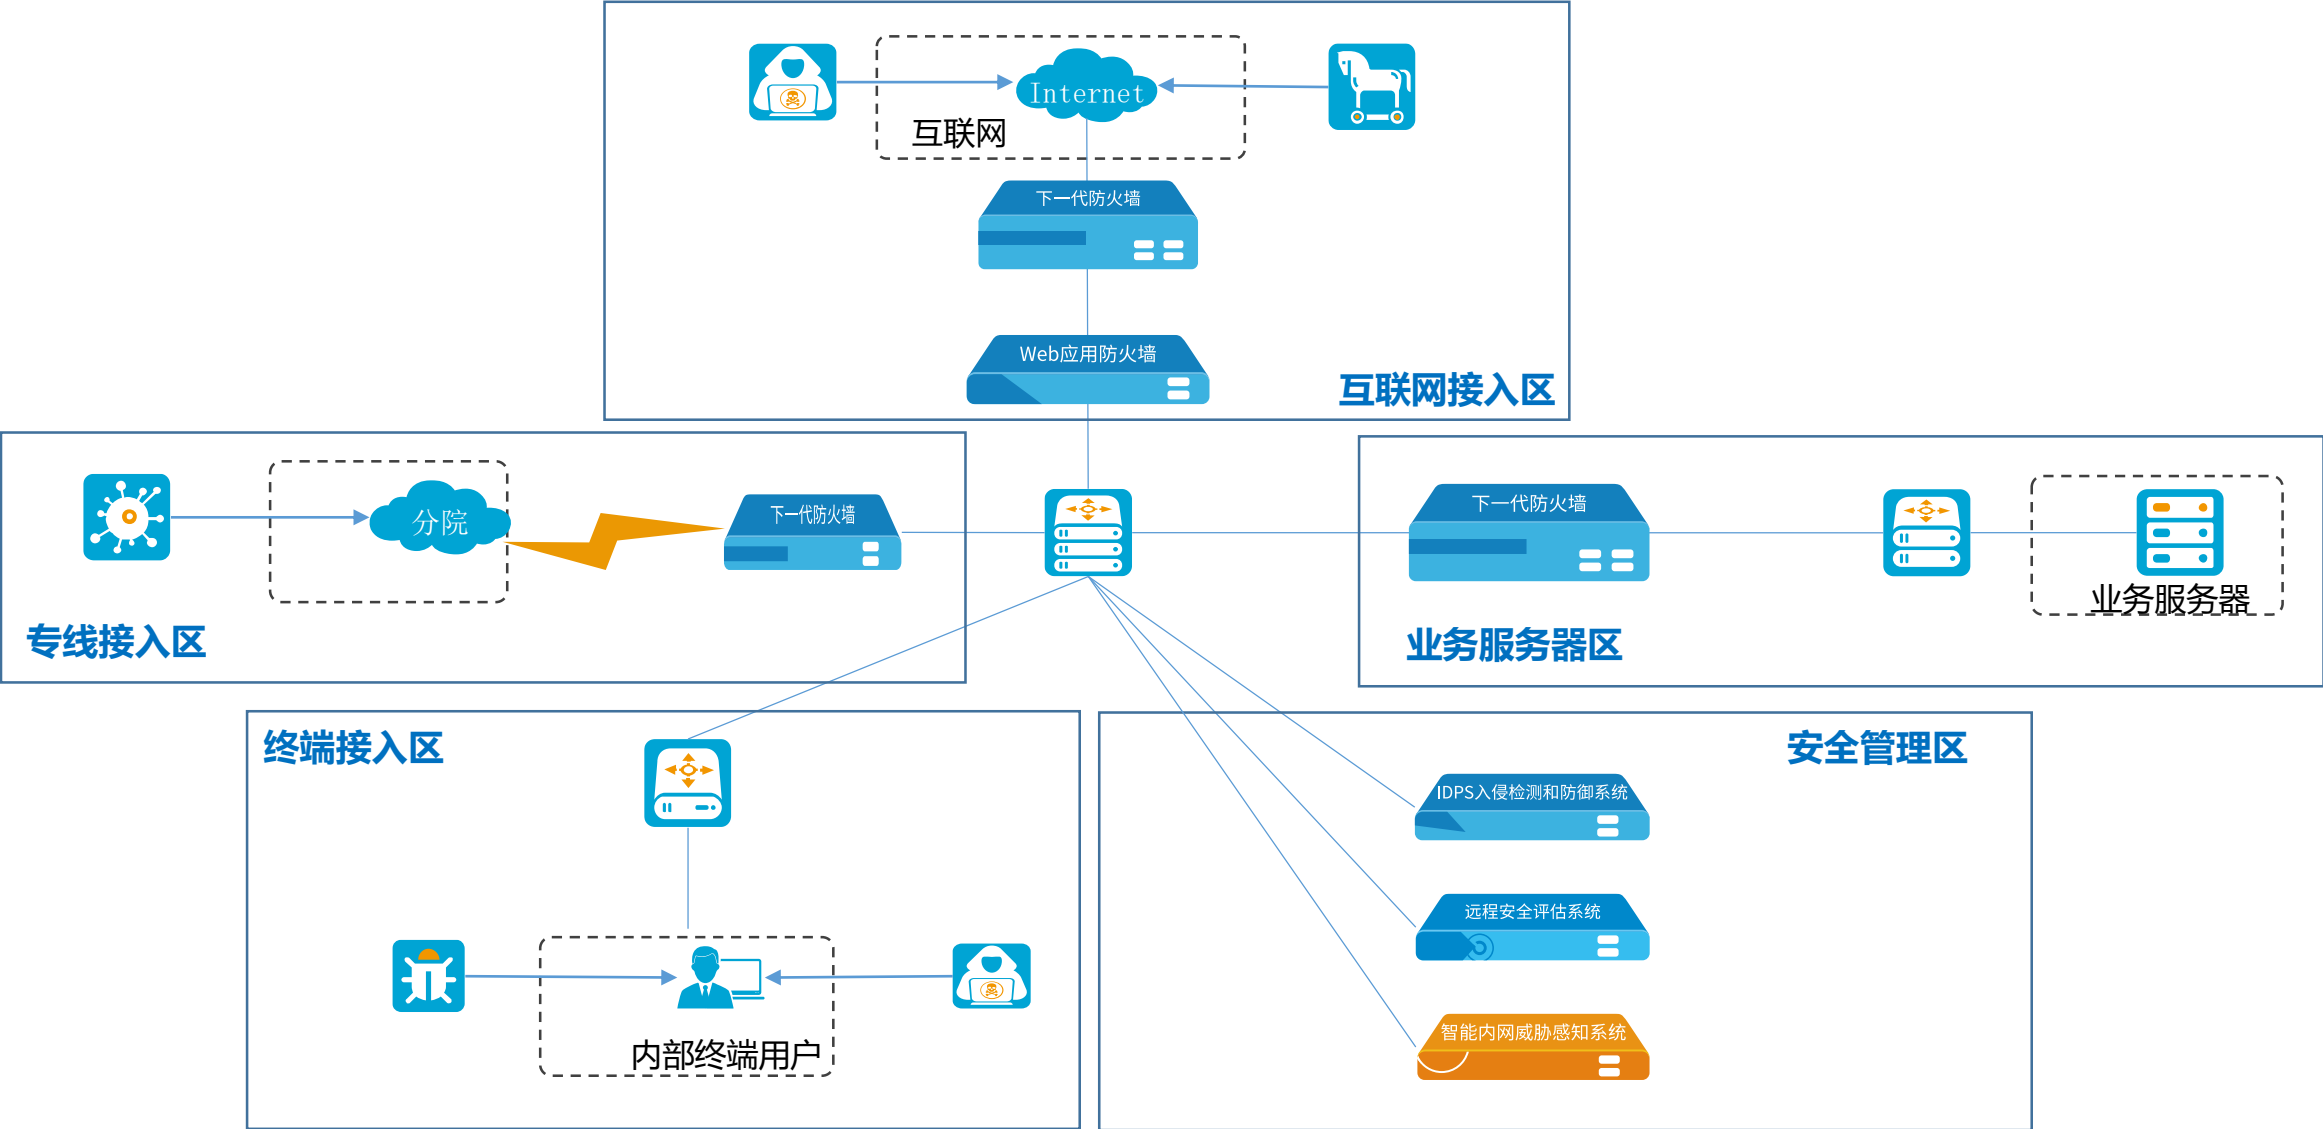 Internet
互联网
下一代防火墙
Web应用防火墙
互联网接入区
分院
下一代防火墙
专线接入区
下一代防火墙
业务服务器
业务服务器区
终端接入区
内部终端用户
安全管理区
IDPS入侵检测和防御系统
远程安全评估系统
智能内网威胁感知系统